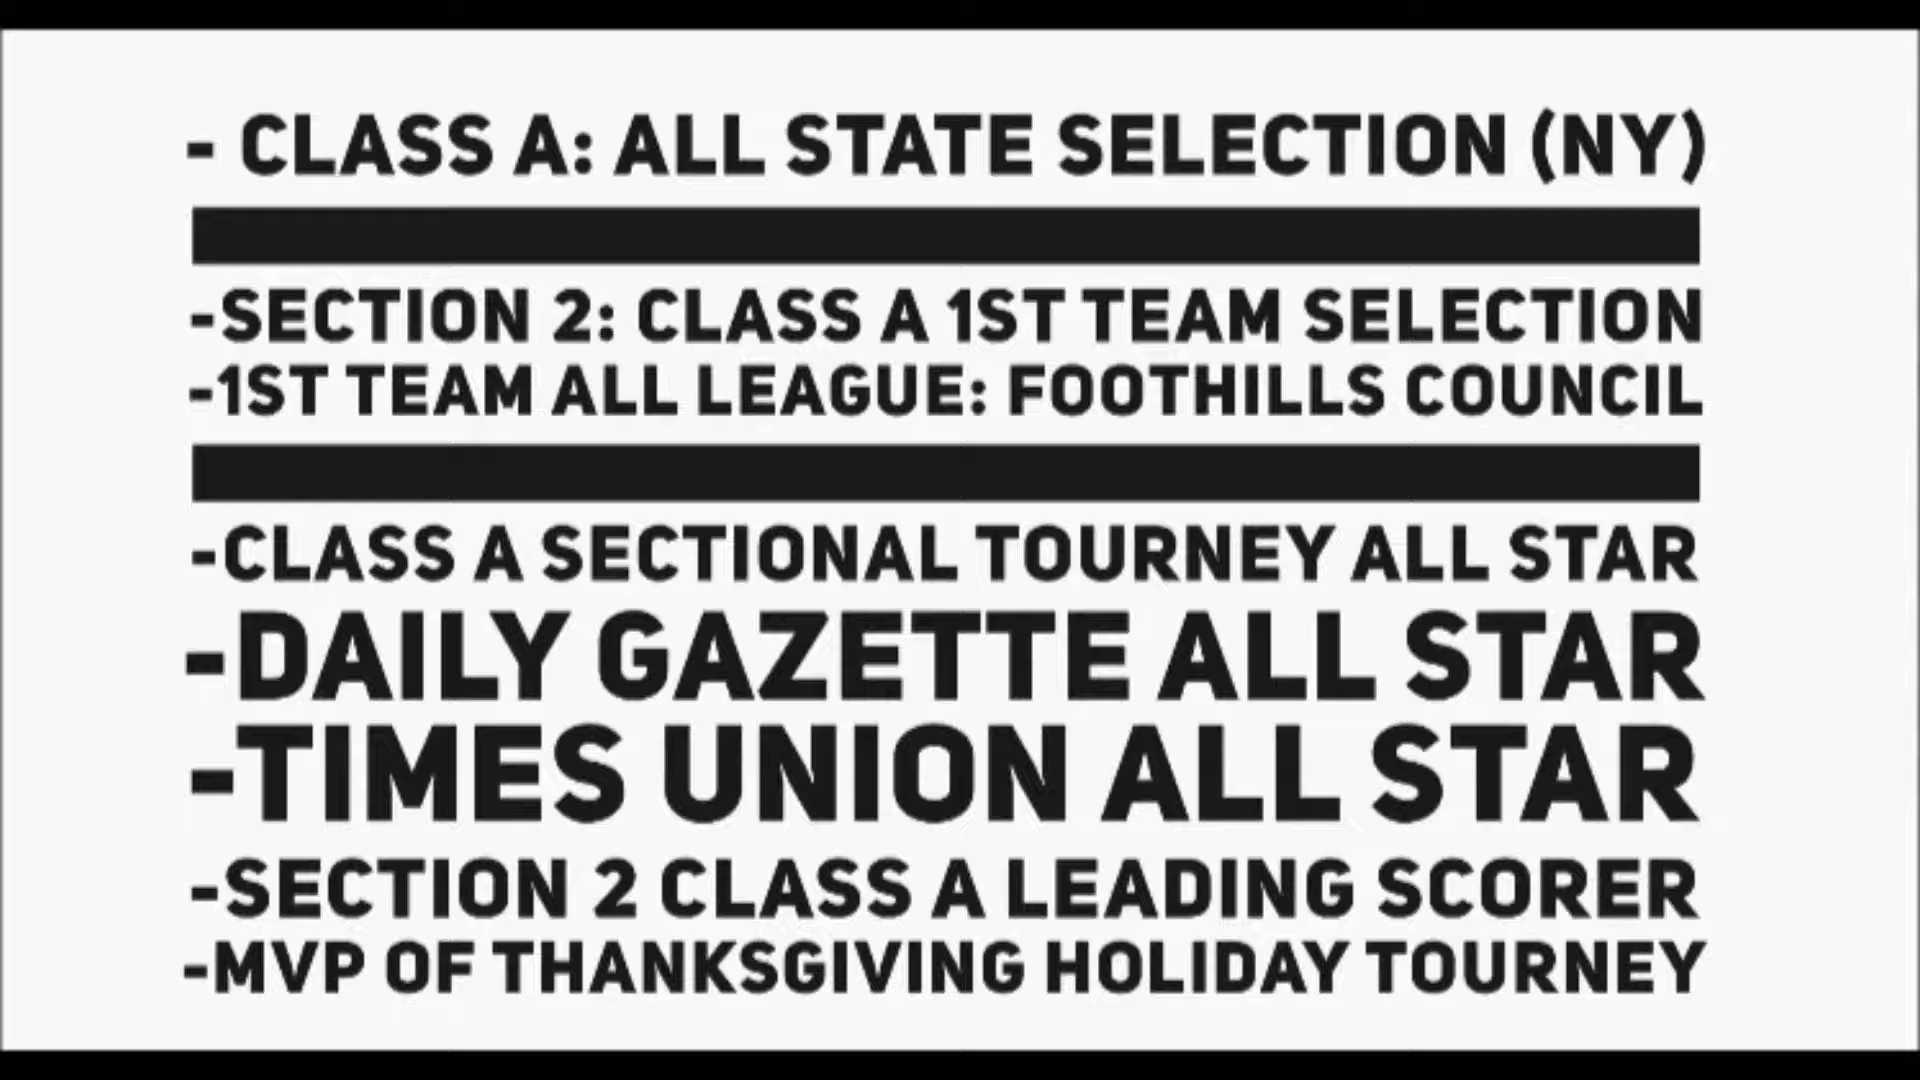 - CLASS A: ALL STATE SELECTION (NY)
-SECTION 2: CLASS A 1ST TEAM SELECTION
-1ST TEAM ALL LEAGUE: FOOTHILLS COUNCIL
-CLASS A SECTIONAL TOURNEY ALL STAR
-DAILY GAZETTE ALL STAR
-TIMES UNION ALL STAR
-SECTION 2 CLASS A LEADING SCORER
-MVP OF THANKSGIVING HOLIDAY TOURNEY